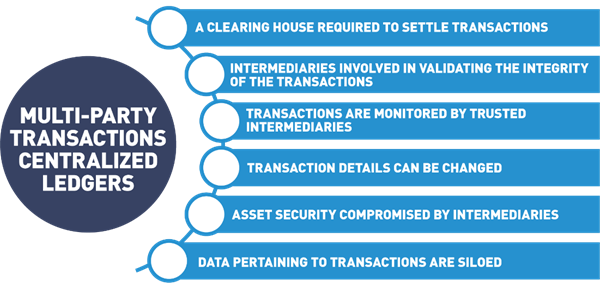 MULTI-PARTY
TRANSACTIONS
CENTRALIZED
LEDGERS
A CLEARING HOUSE REQUIRED TO SETTLE TRANSACTIONS
INTERMEDIARIES INVOLVED IN VALIDATING THE INTEGRITY
OF THE TRANSACTIONS
TRANSACTIONS ARE MONITORED BY TRUSTED
INTERMEDIARIES
TRANSACTION DETAILS CAN BE CHANGED
ASSET SECURITY COMPROMISED BY INTERMEDIARIES
DATA PERTAINING TO TRANSACTIONS ARE SILOED